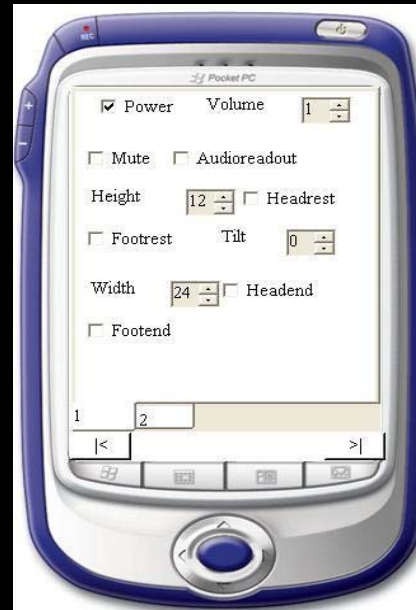 REC
Pocket PC
Power Volume 1
Mute Audioreadout
Height 12 Headrest
Footrest Tilt 0
Width 24 Headend
Footend
1 2
|< >|